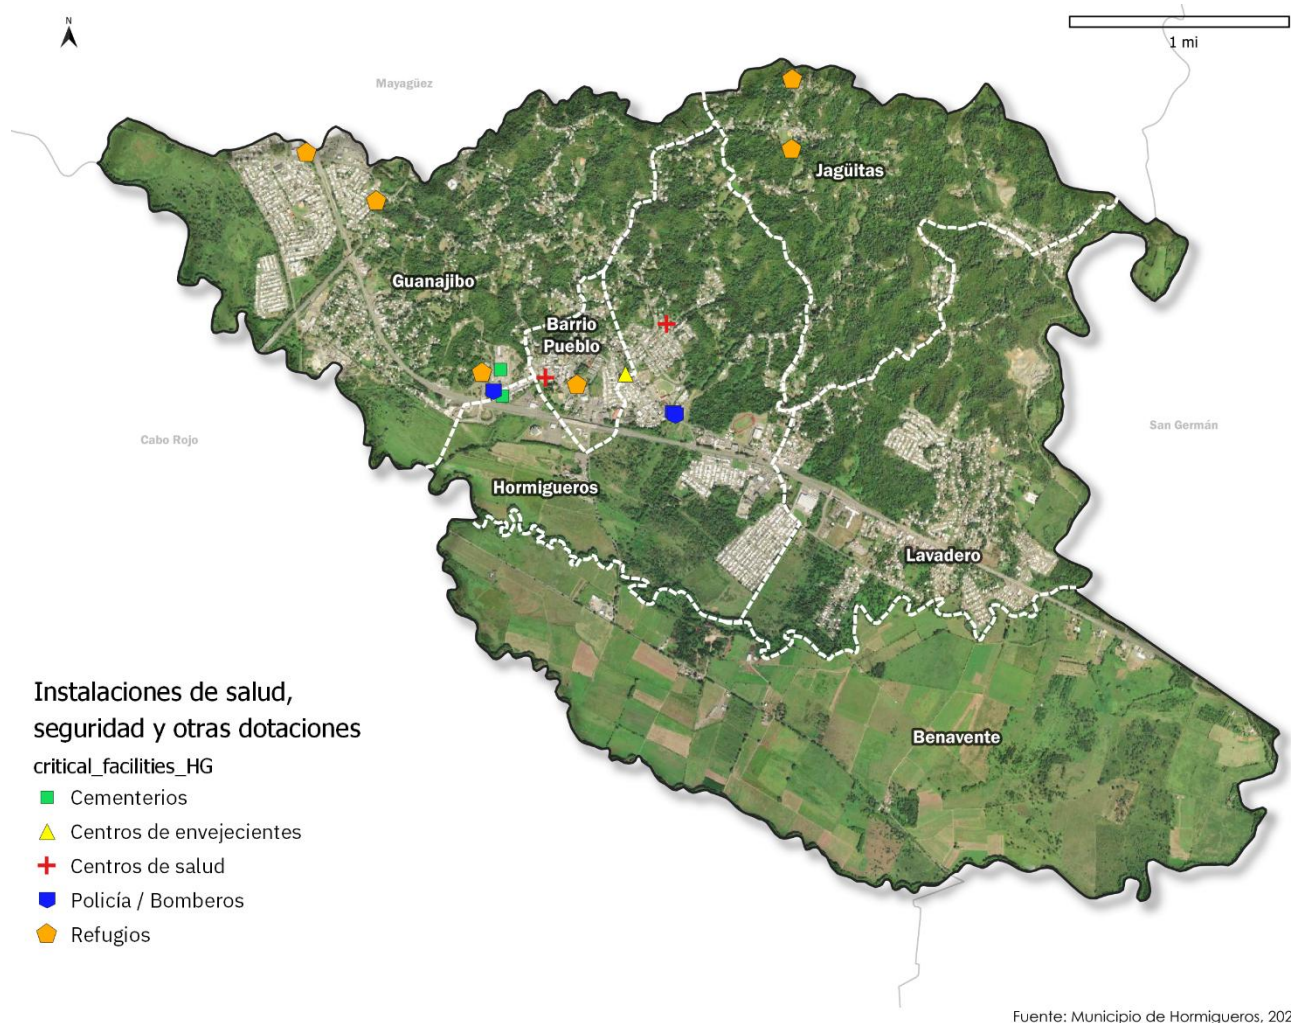 N
1 mi
Mayagüez
Jagüitas
Guanajibo
Barrio
Pueblo
Cabo Rojo
San Germán
Hormigueros
Lavadero
Benavente
Instalaciones de salud,
seguridad y otras dotaciones
critical_facilities_HG
Cementerios
Centros de envejecientes
Centros de salud
Policía / Bomberos
Refugios
Fuente: Municipio de Hormigueros, 202